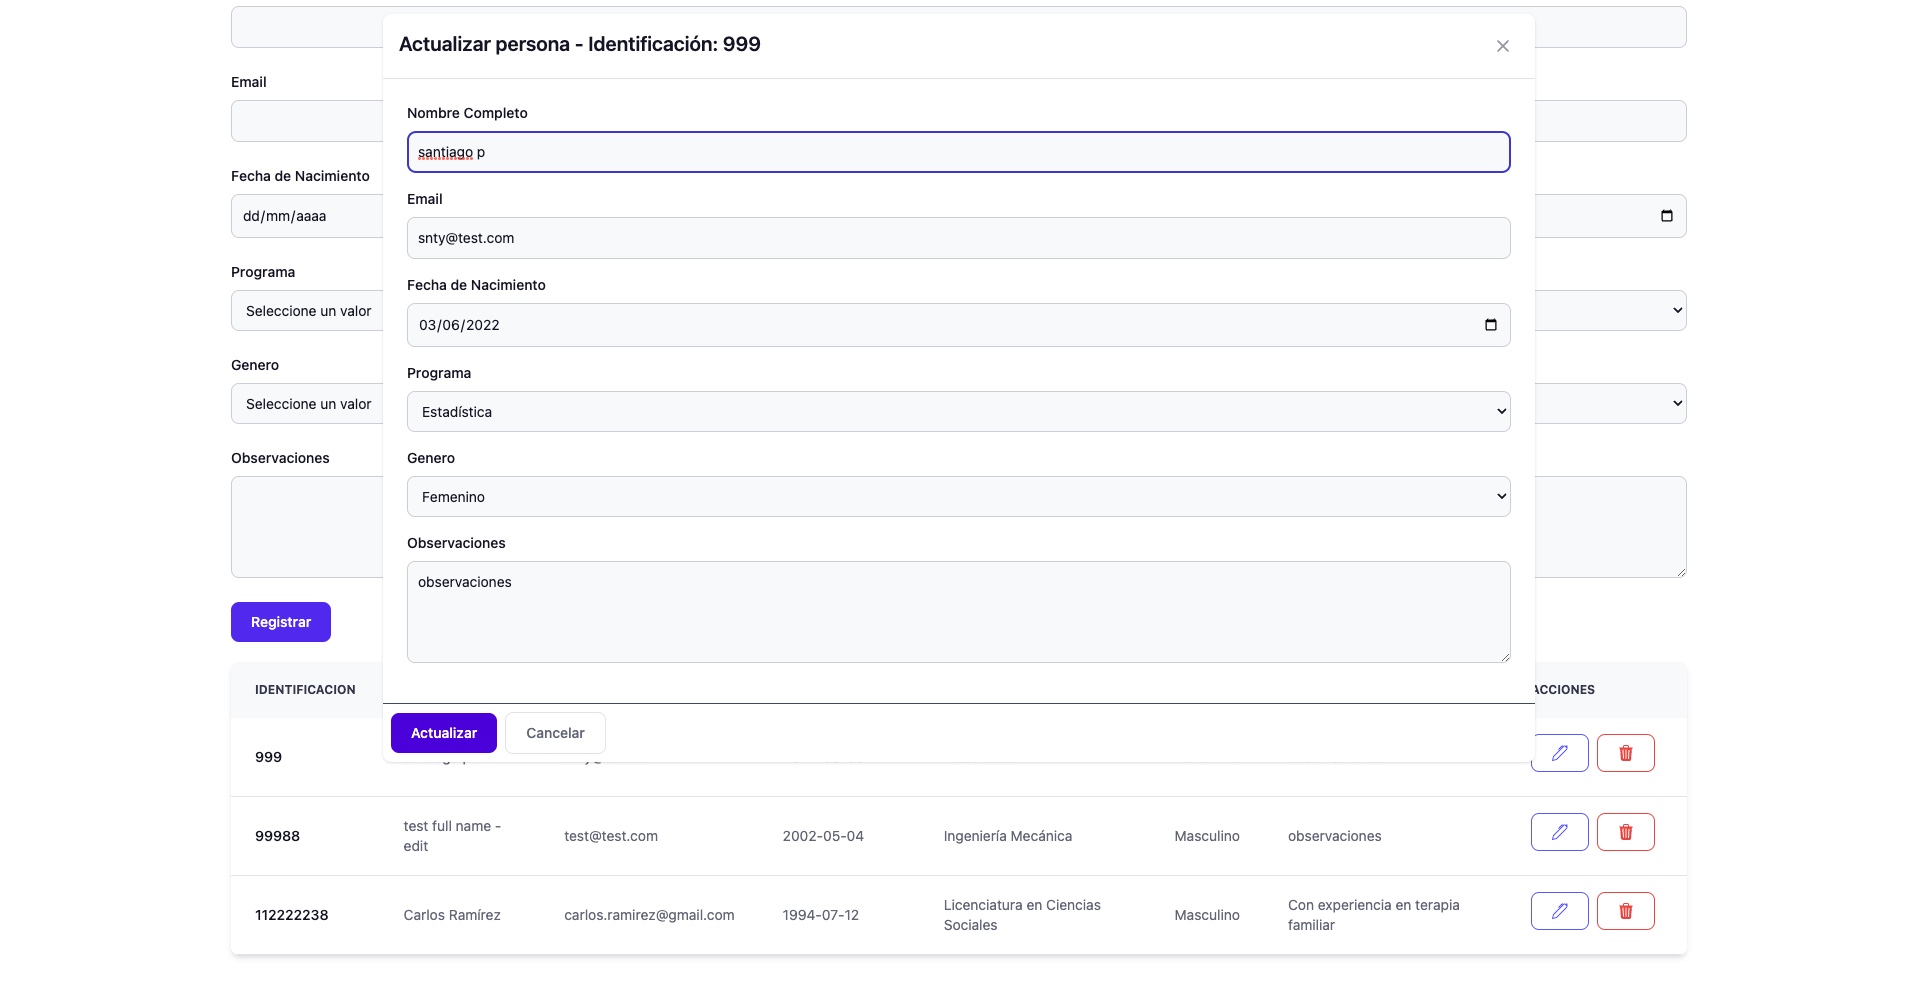 Actualizar persona - Identificación: 999
Nombre Completo
santiago p
Email
snty@test.com
Fecha de Nacimiento
03/06/2022
Programa
Estadística
Genero
Femenino
Observaciones
observaciones
Actualizar
Cancelar
Email
Fecha de Nacimiento
dd/mm/aaaa
Programa
Seleccione un valor
Genero
Seleccione un valor
Observaciones
Registrar
IDENTIFICACION
ACCIONES
999
99988
test full name -
edit
test@test.com
2002-05-04
Ingeniería Mecánica
Masculino
observaciones
112222238
Carlos Ramírez
carlos.ramirez@gmail.com
1994-07-12
Licenciatura en Ciencias
Sociales
Masculino
Con experiencia en terapia
familiar